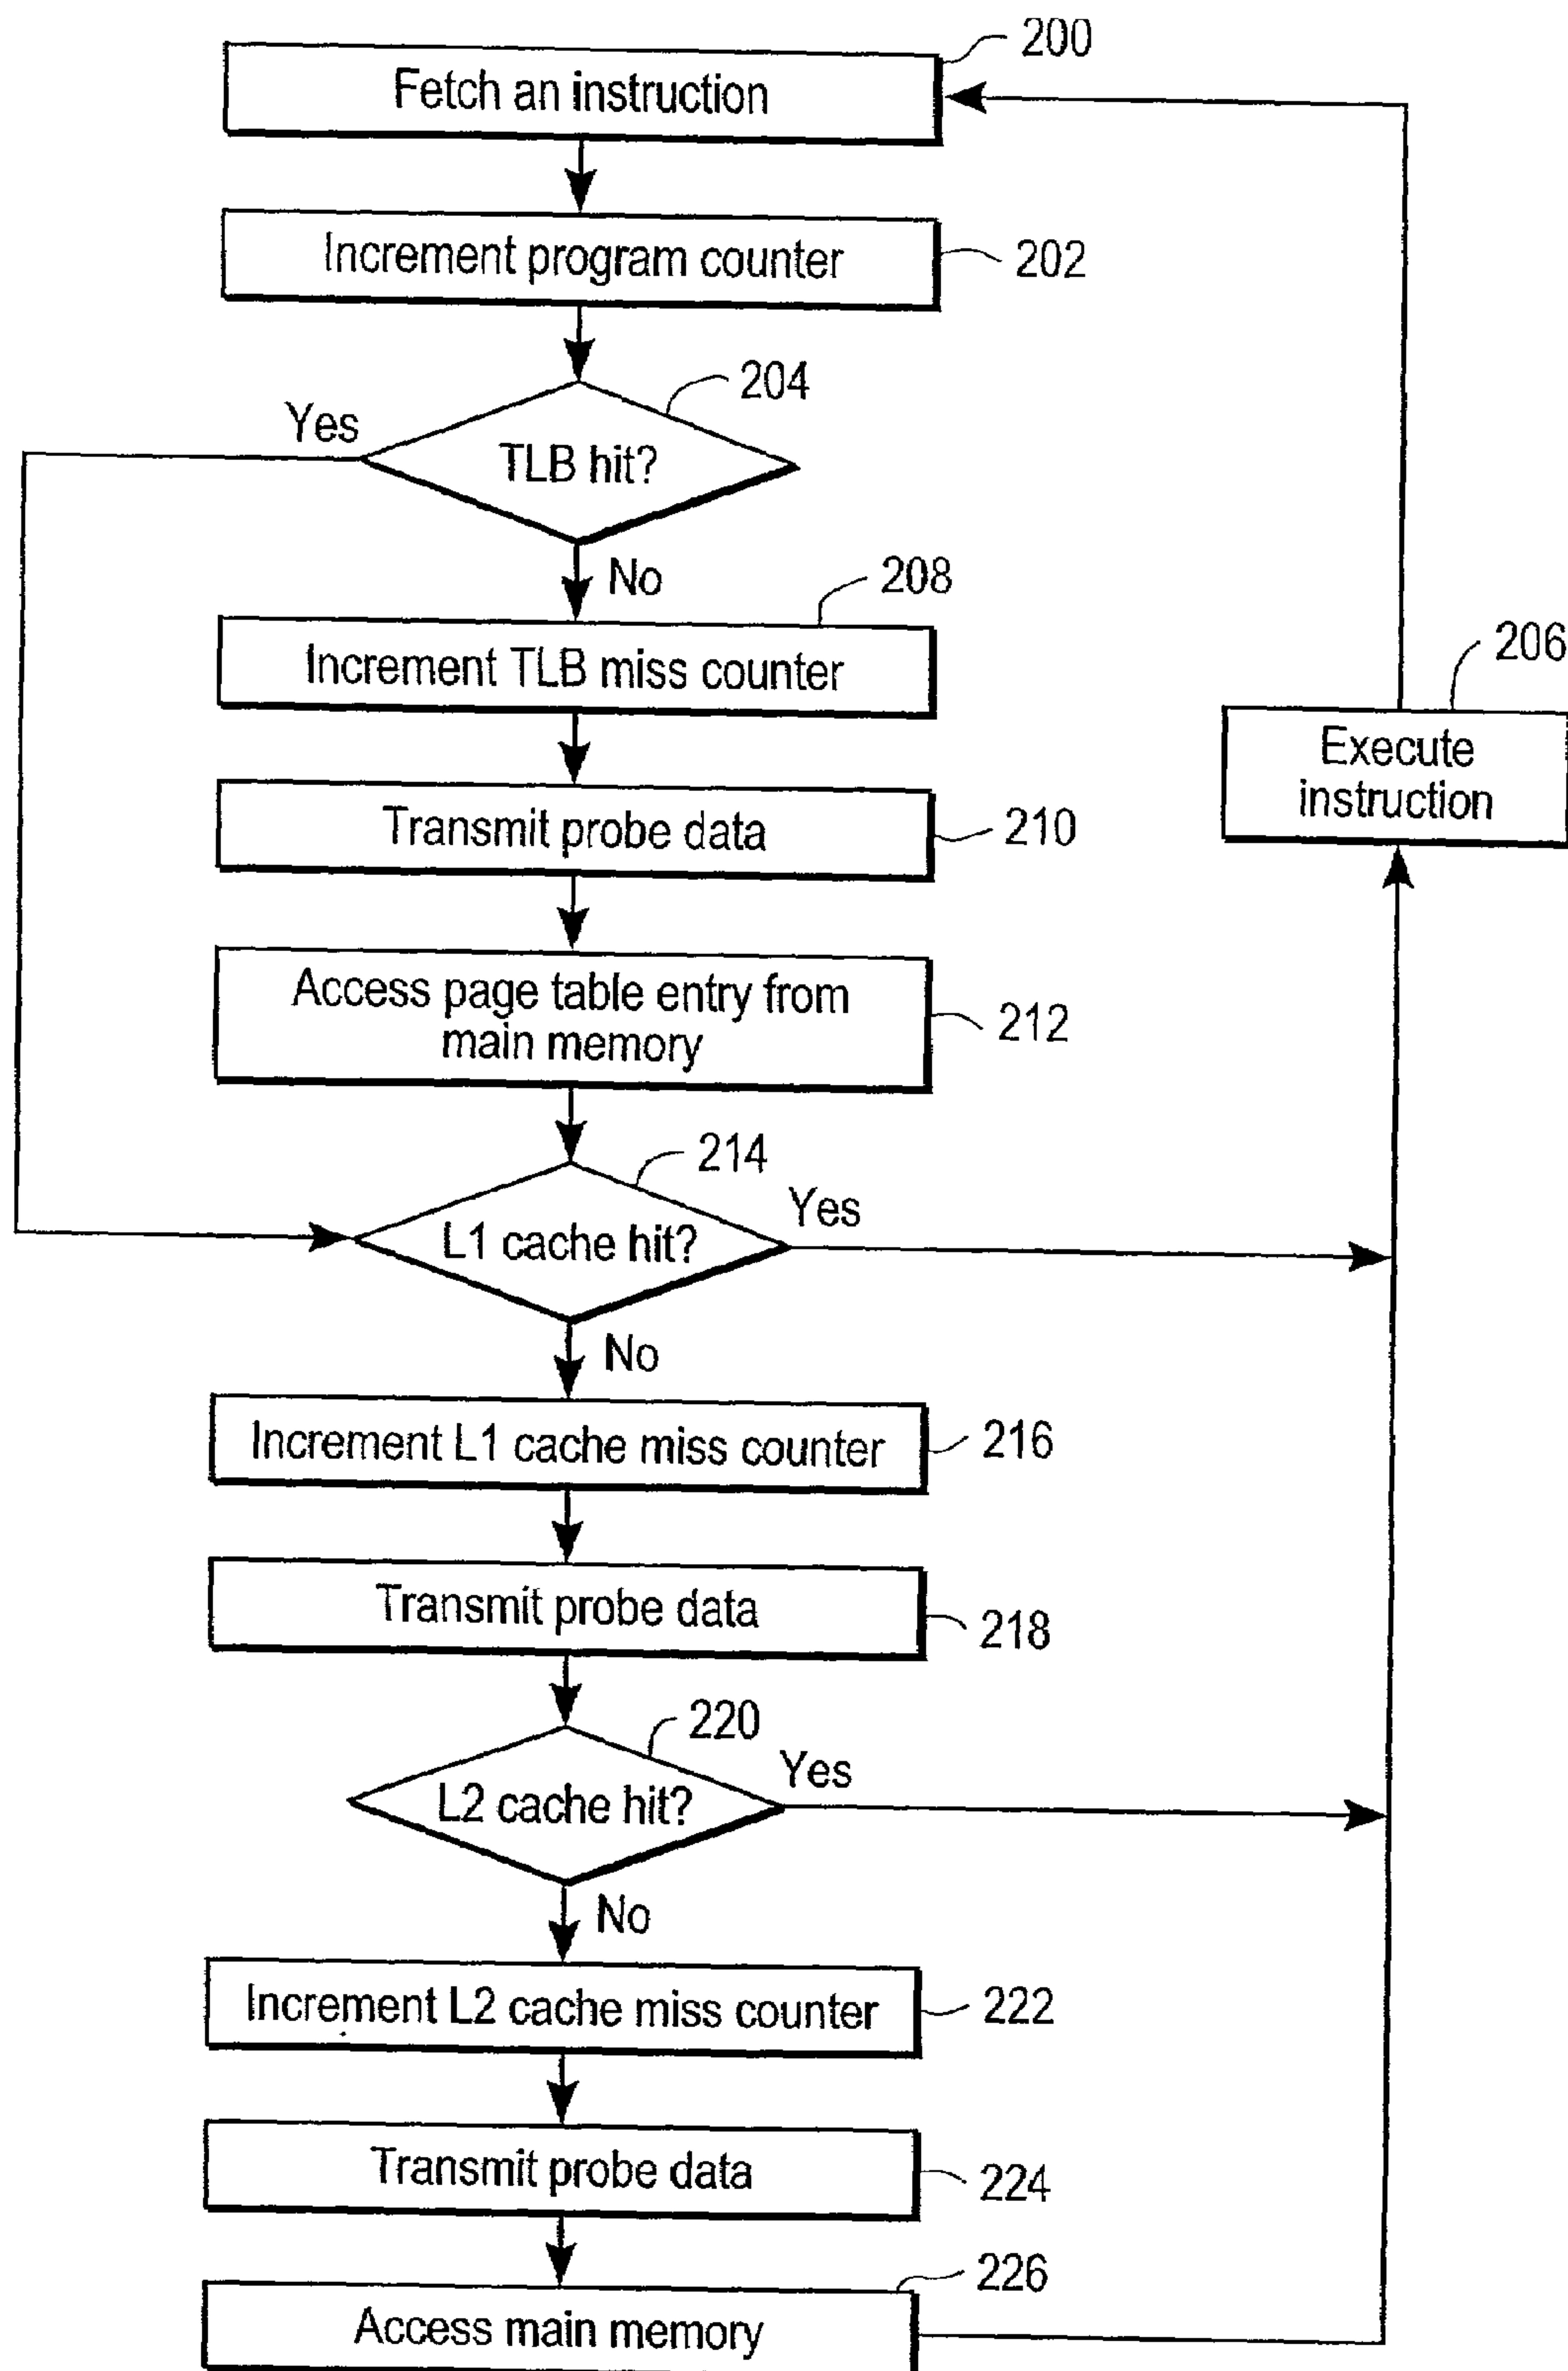 200
Fetch an instruction
Increment program counter
202
204
Yes
TLB hit?
No
208
Increment TLB miss counter
206
Execute
instruction
Transmit probe data
210
Access page table entry from
main memory
212
214
Yes
L1 cache hit?
No
Increment L1 cache miss counter
216
Transmit probe data
218
220
Yes
L2 cache hit?
No
Increment L2 cache miss counter
222
Transmit probe data
224
226
Access main memory